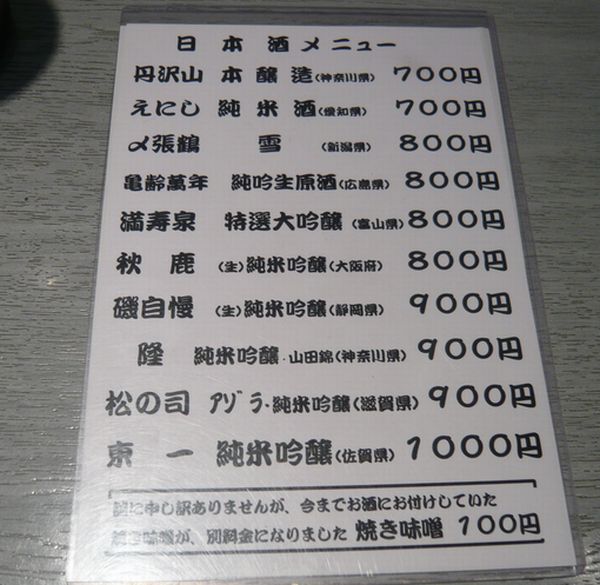 日本酒メニュー
丹沢山 本醸造(神奈川県) 700円
えにし 純米酒(愛知県) 700円
〆張鶴 雪 (新潟県) 800円
亀齢萬年 純吟生原酒(広島県) 800円
満寿泉 特選大吟醸(富山県) 800円
秋鹿 (生)純米吟醸(大阪府) 800円
磯自慢 (生)純米吟醸(静岡県) 900円
隆 純米吟醸・山田錦(神奈川県) 900円
松の司 アゾラ・純米吟醸(滋賀県) 900円
東一 純米吟醸(佐賀県) 1000円
に申し訳ありませんが、今までお酒にお付けしていた
焼き味噌が、別料金になりました 焼き味噌 100円